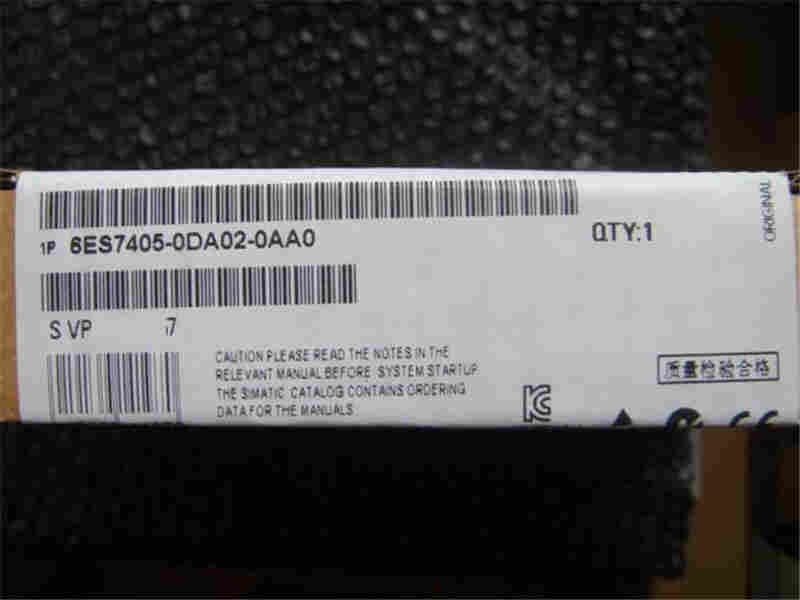 1P 6ES7405-0DA02-0AA0
QTY:1
ORIGINAL
S VP 7
CAUTION PLEASE READ THE NOTES IN THE
RELEVANT MANUAL BEFORE SYSTEM STARTUP
THE SIMATIC CATALOG CONTAINS ORDERING
DATA FOR THE MANUALS
质量检验合格